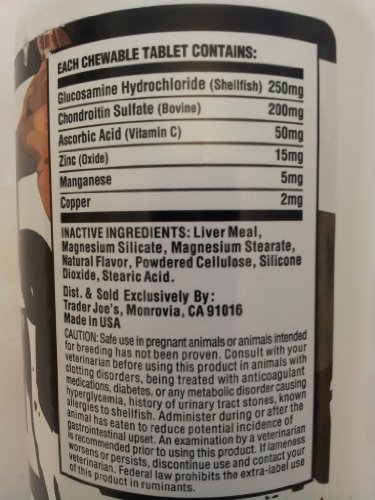 EACH CHEWABLE TABLET CONTAINS:
Glucosamine Hydrochloride (Shellfish) 250mg
Chondroitin Sulfate (Bovine) 200mg
Ascorbic Acid (Vitamin C) 50mg
Zinc (Oxide) 15mg
Manganese 5mg
Copper 2mg
INACTIVE INGREDIENTS: Liver Meal,
Magnesium Silicate, Magnesium Stearate,
Natural Flavor, Powdered Cellulose, Silicone
Dioxide, Stearic Acid.
Dist. & Sold Exclusively By:
Trader Joe's, Monrovia, CA 91016
Made in USA
CAUTION: Safe use in pregnant animals or animals intended
for breeding has not been proven. Consult with your
veterinarian before using this product in animals with
clotting disorders, being treated with anticoagulant
medications, diabetes, or any metabolic disorder causing
hyperglycemia, history of urinary tract stones, known
allergies to shellfish. Administer during or after the
animal has eaten to reduce potential incidence of
gastrointestinal upset. An examination by a veterinarian
is recommended prior to using this product. If lameness
worsens or persists, discontinue use and contact your
veterinarian. Federal law prohibits the extra-label use
of this product in ruminants.